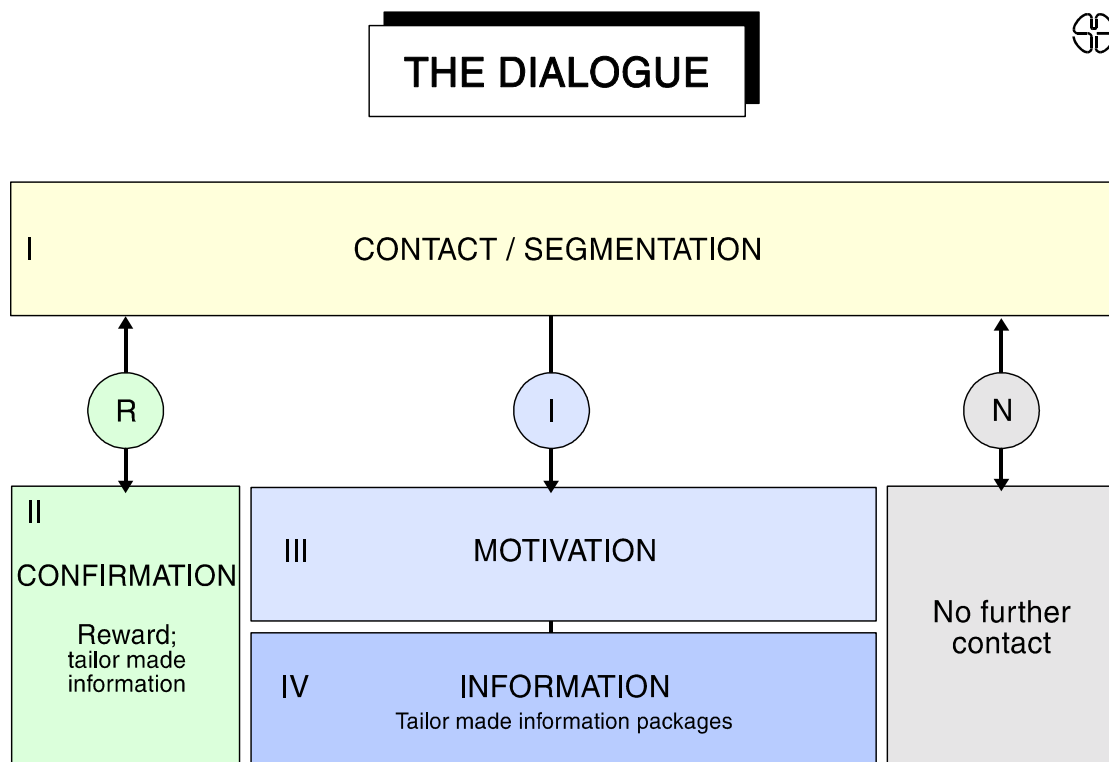 THE DIALOGUE
I
CONTACT / SEGMENTATION
R
I
N
II
CONFIRMATION
Reward;
tailor made
information
III
MOTIVATION
IV
INFORMATION
Tailor made information packages
No further
contact